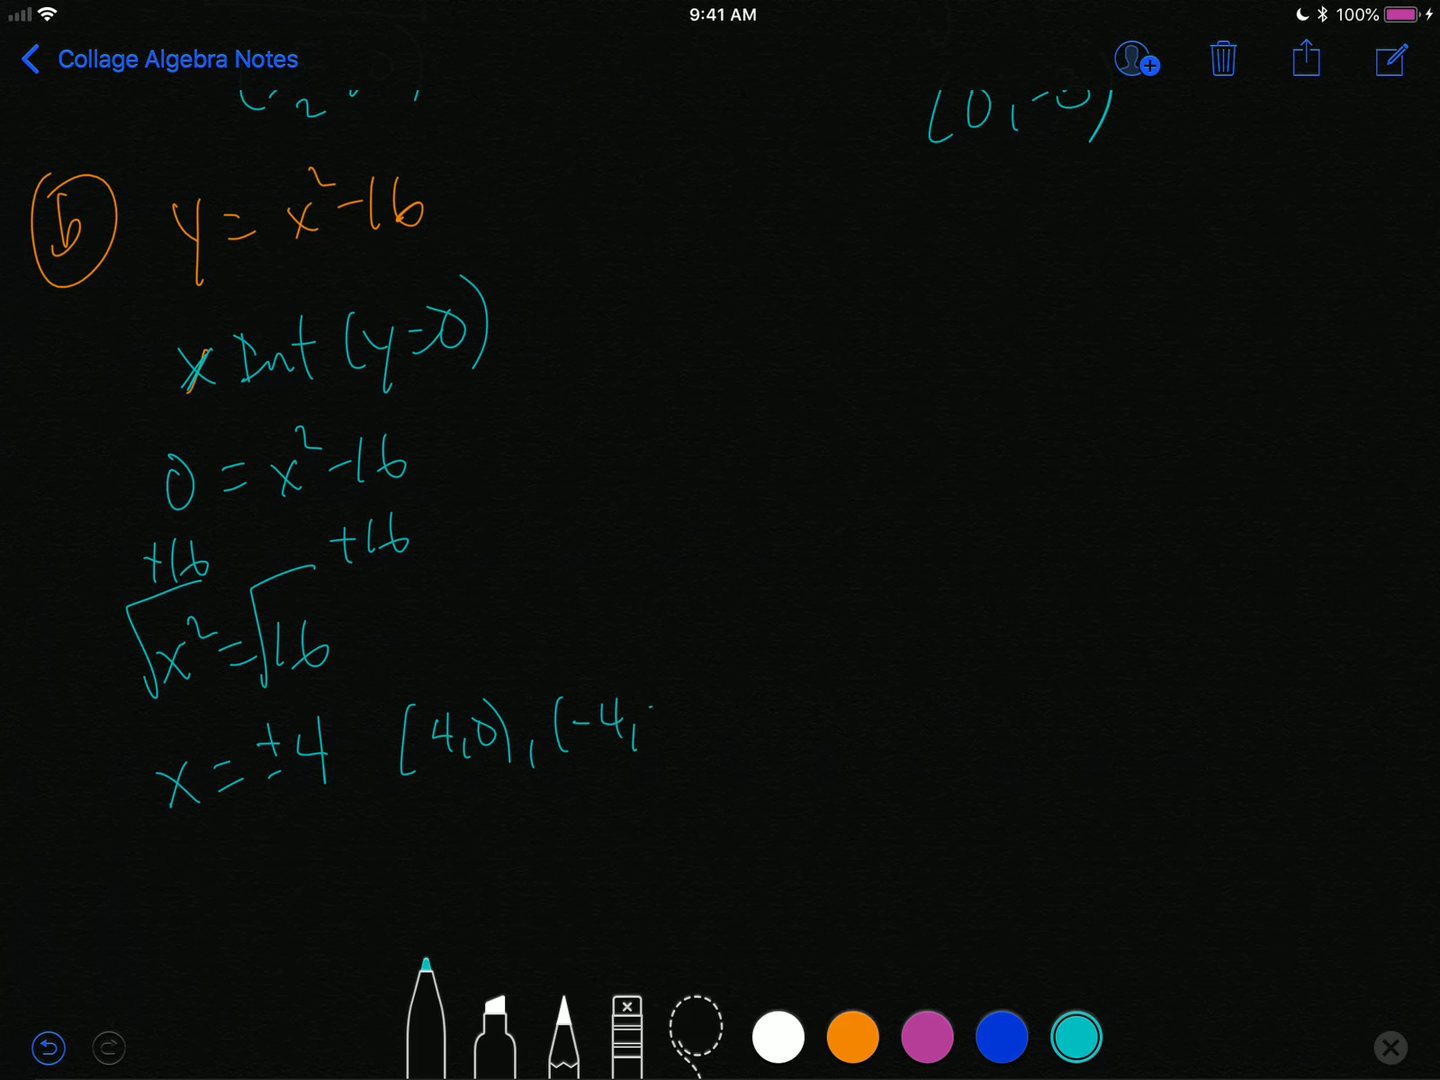 9:41 AM
100%
Collage Algebra Notes
b y = x² - 16
x Int (y=0)
0 = x² - 16
+16 +16
√x² = √16
x = ±4 (4,0), (-4,